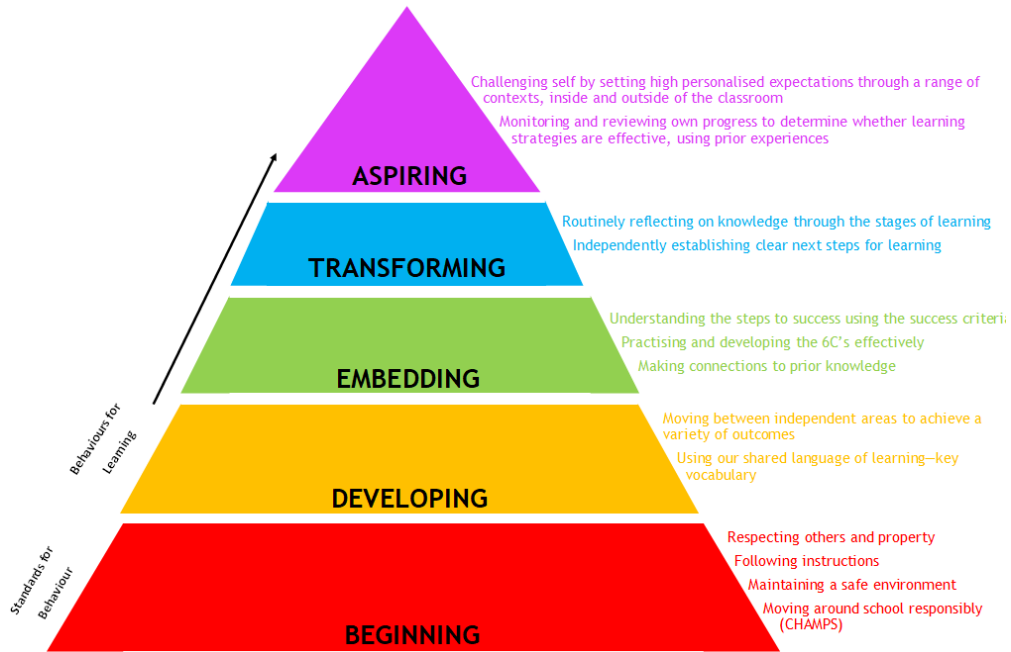 Challenging self by setting high personalised expectations through a range of
contexts, inside and outside of the classroom
Monitoring and reviewing own progress to determine whether learning
strategies are effective, using prior experiences
ASPIRING
Routinely reflecting on knowledge through the stages of learning
Independently establishing clear next steps for learning
TRANSFORMING
Understanding the steps to success using the success criteri
Practising and developing the 6C's effectively
Making connections to prior knowledge
EMBEDDING
Behaviours for
Learning
Moving between independent areas to achieve a
variety of outcomes
Using our shared language of learning—key
vocabulary
DEVELOPING
Standards for
Behaviour
Respecting others and property
Following instructions
Maintaining a safe environment
Moving around school responsibly
(CHAMPS)
BEGINNING